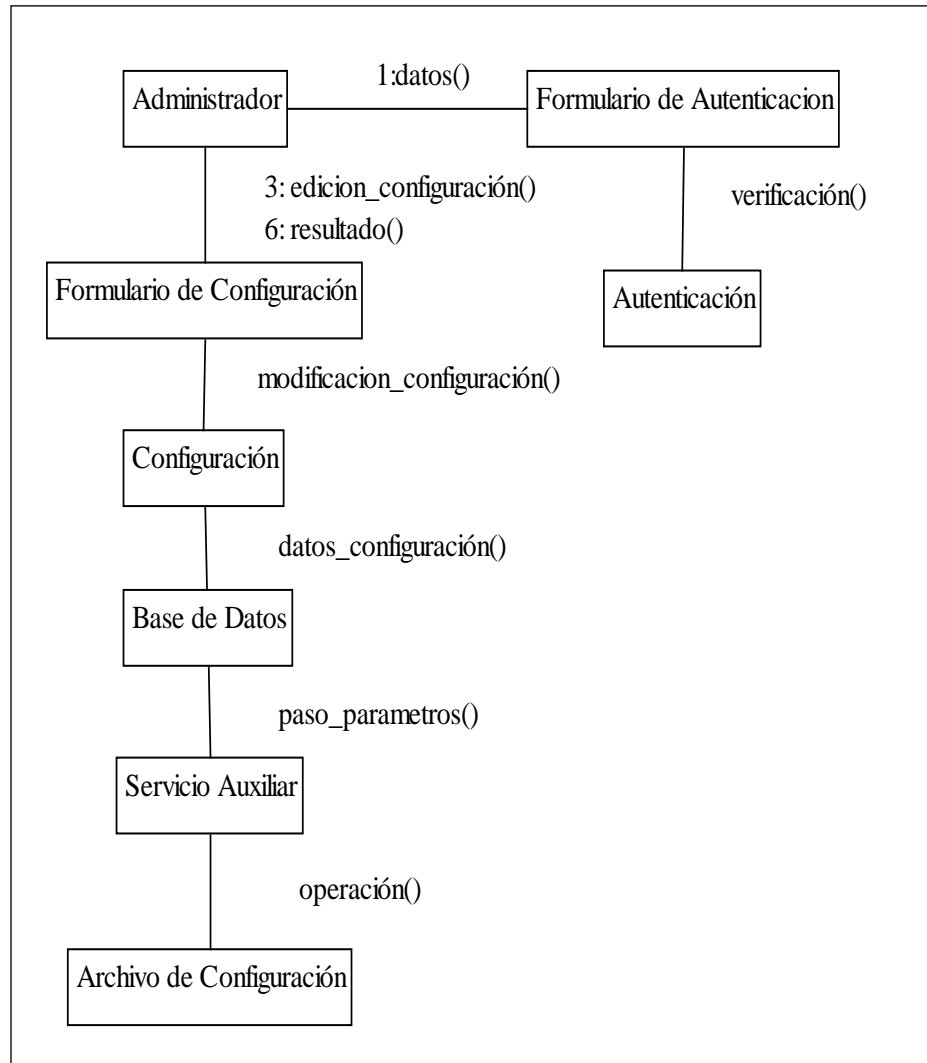 1:datos()
Administrador
Formulario de Autenticacion
3: edicion_configuración()
6: resultado()
verificación()
Formulario de Configuración
Autenticación
modificacion_configuración()
Configuración
datos_configuración()
Base de Datos
paso_parametros()
Servicio Auxiliar
operación()
Archivo de Configuración